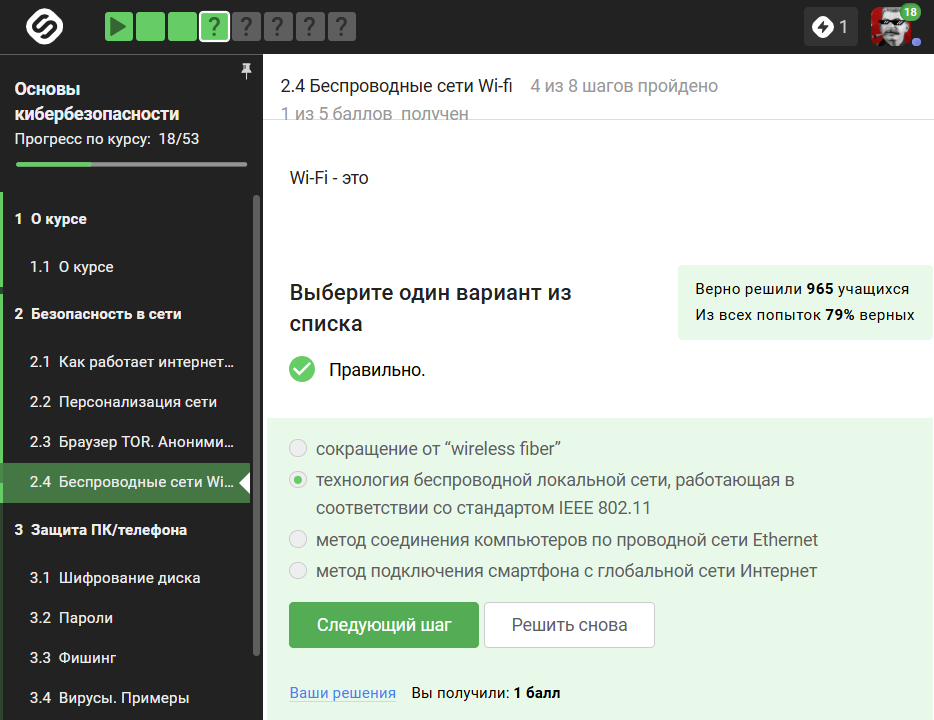 ? ? ? ? ?
1
18
Основы
кибербезопасности
Прогресс по курсу: 18/53
1 О курсе
1.1 О курсе
2 Безопасность в сети
2.1 Как работает интернет...
2.2 Персонализация сети
2.3 Браузер TOR. Аноними...
2.4 Беспроводные сети Wi...
3 Защита ПК/телефона
3.1 Шифрование диска
3.2 Пароли
3.3 Фишинг
3.4 Вирусы. Примеры
2.4 Беспроводные сети Wi-fi 4 из 8 шагов пройдено
1 из 5 баллов получен
Wi-Fi - это
Выберите один вариант из
списка
Верно решили 965 учащихся
Из всех попыток 79% верных
Правильно.
сокращение от “wireless fiber”
технология беспроводной локальной сети, работающая в
соответствии со стандартом IEEE 802.11
метод соединения компьютеров по проводной сети Ethernet
метод подключения смартфона с глобальной сети Интернет
Следующий шаг Решить снова
Ваши решения Вы получили: 1 балл